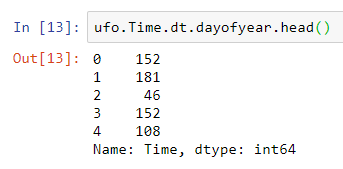 In [13]: ufo.Time.dt.dayofyear.head()
Out[13]: 0    152
1    181
2     46
3    152
4    108
Name: Time, dtype: int64